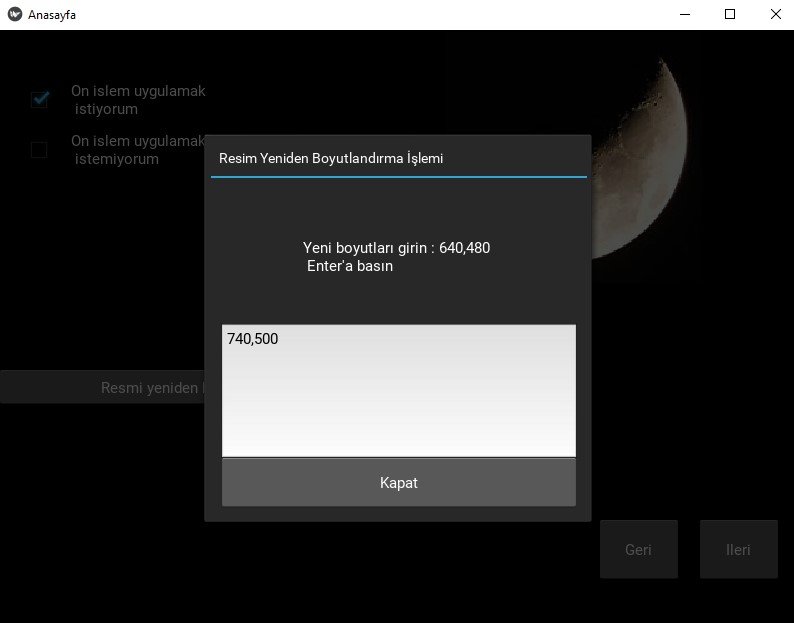 Anasayfa
On islem uygulamak
istiyorum
On islem uygulamak
istemiyorum
Resim Yeniden Boyutlandırma İşlemi
Yeni boyutları girin : 640,480
Enter'a basın
740,500
Resmi yeniden
Kapat
Geri
Ileri